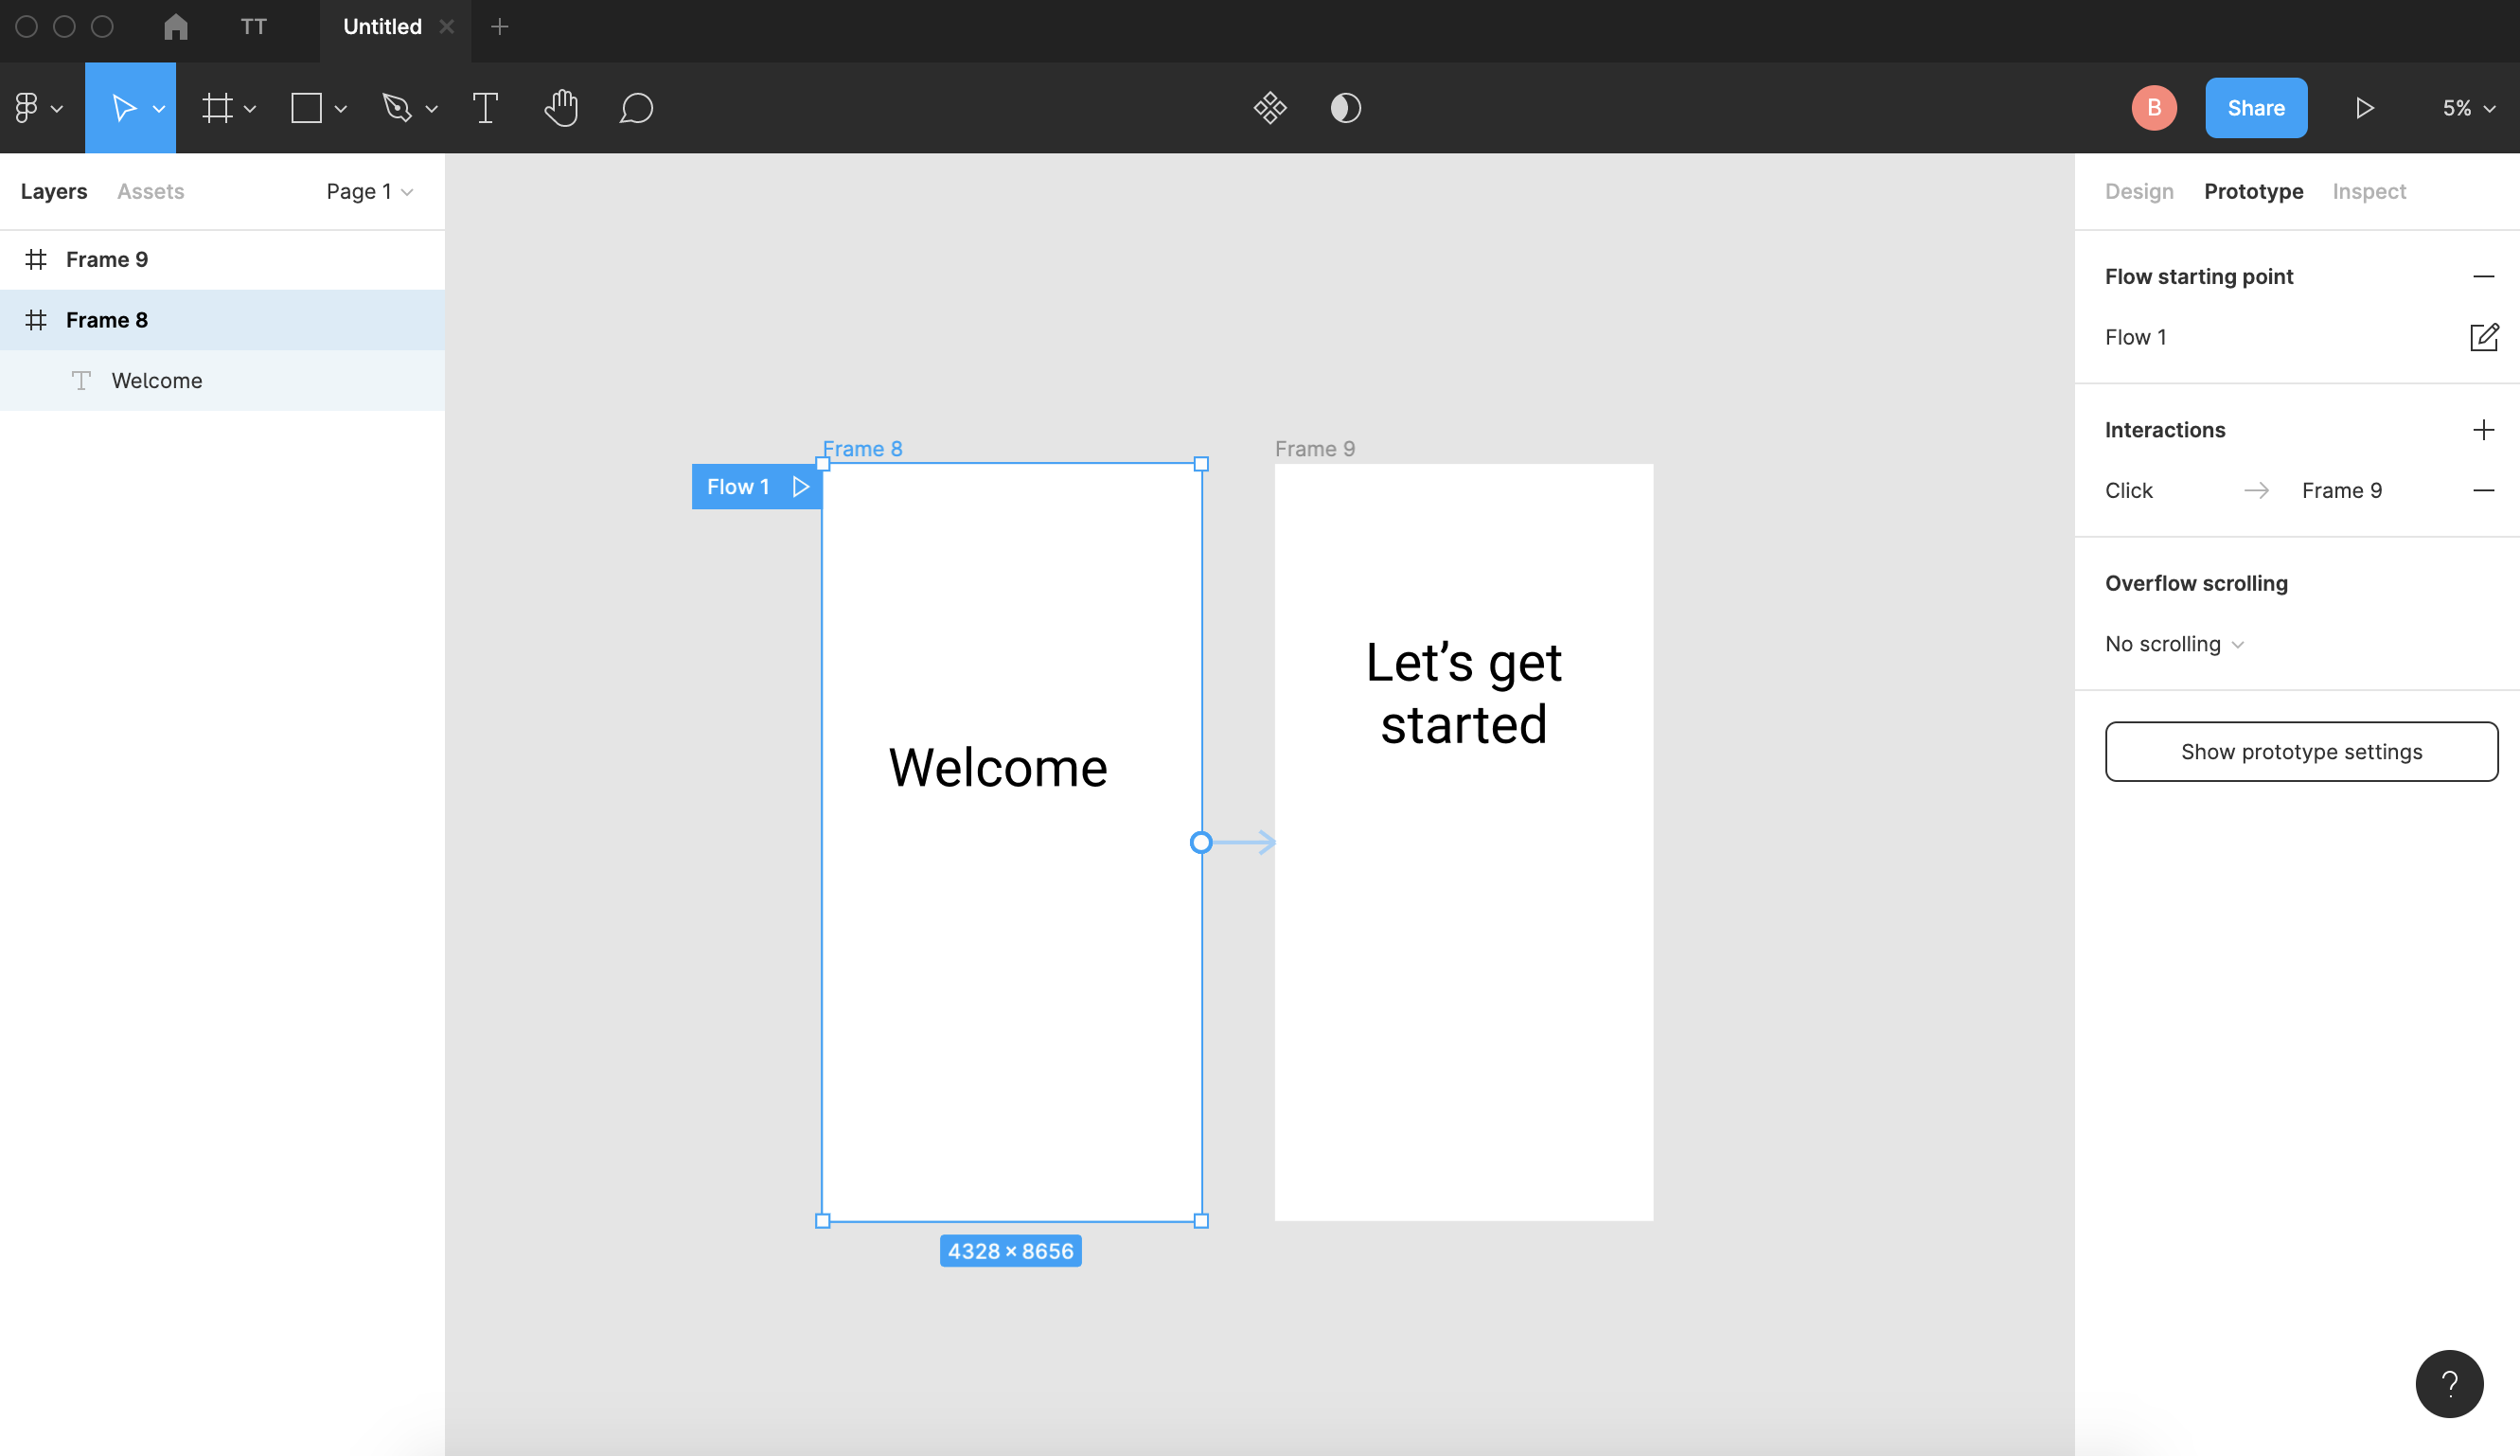 TT
Untitled
B
Share
5%
Layers
Assets
Page 1
Frame 9
Frame 8
Welcome
Frame 8
Flow 1
Welcome
4328 × 8656
Frame 9
Let’s get
started
Design
Prototype
Inspect
Flow starting point
Flow 1
Interactions
Click
Frame 9
Overflow scrolling
No scrolling
Show prototype settings
?